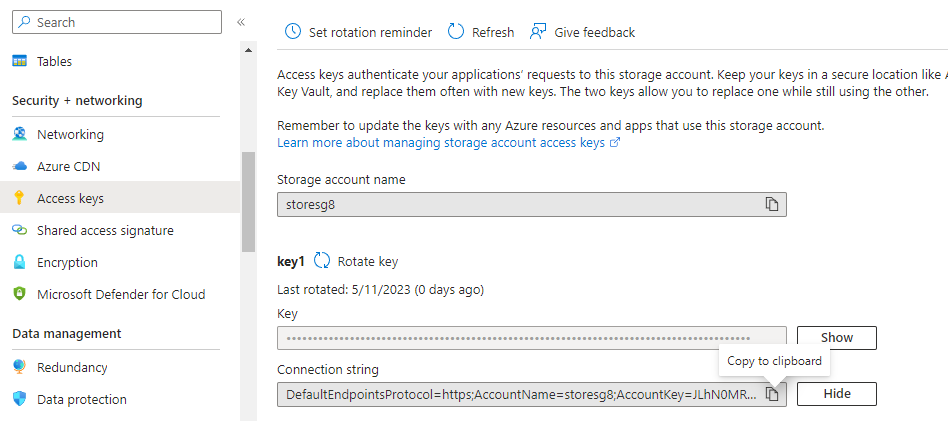 Search
Tables
Security + networking
Networking
Azure CDN
Access keys
Shared access signature
Encryption
Microsoft Defender for Cloud
Data management
Redundancy
Data protection
Set rotation reminder Refresh Give feedback
Access keys authenticate your applications' requests to this storage account. Keep your keys in a secure location like
Key Vault, and replace them often with new keys. The two keys allow you to replace one while still using the other.
Remember to update the keys with any Azure resources and apps that use this storage account.
Learn more about managing storage account access keys
Storage account name
storesg8
key1 Rotate key
Last rotated: 5/11/2023 (0 days ago)
Key
Show
Copy to clipboard
Connection string
DefaultEndpointsProtocol=https;AccountName=storesg8;AccountKey=JLhN0MR...
Hide